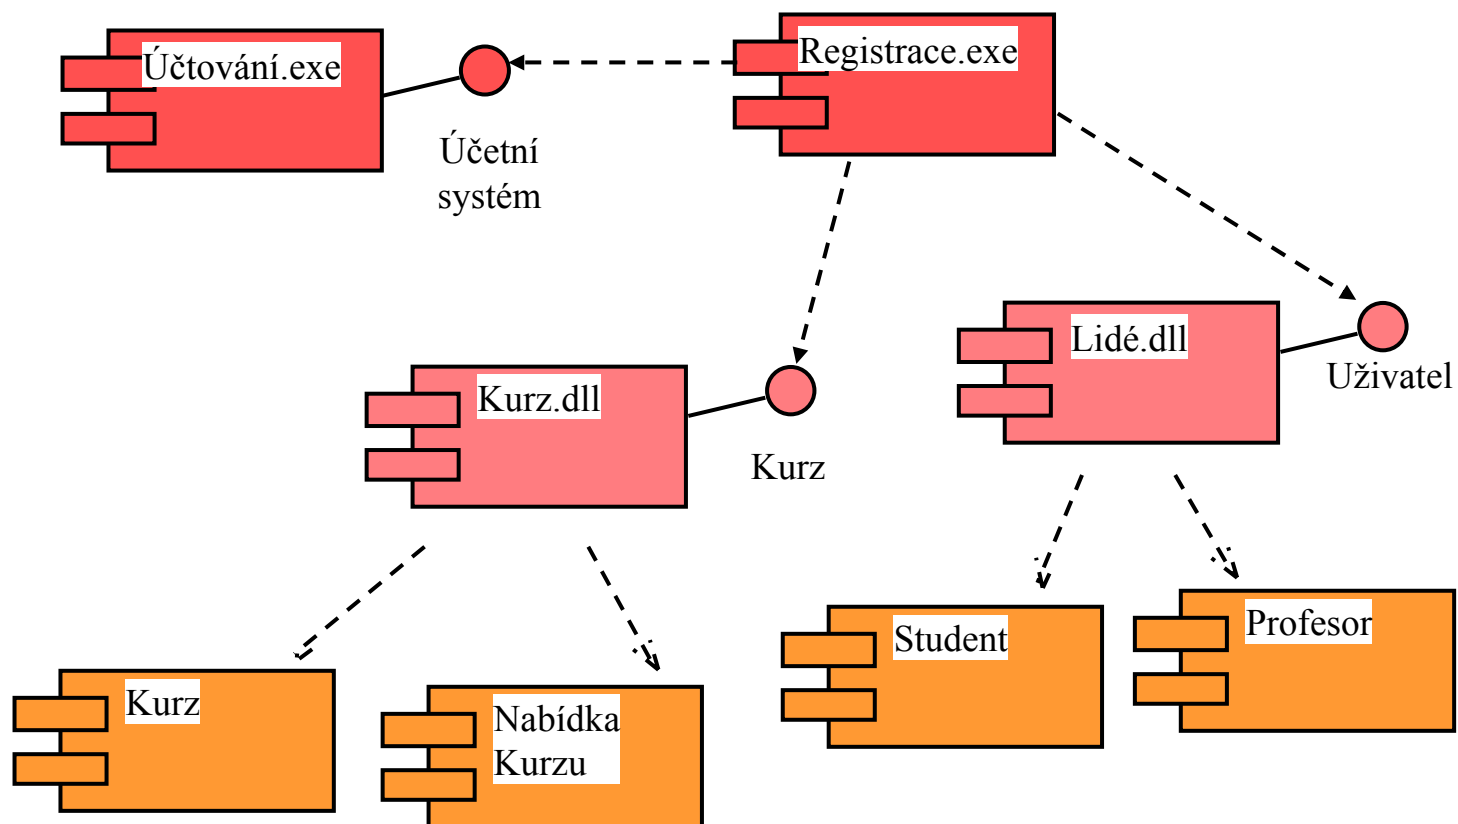 Účtování.exe
Registrace.exe
Účetní
systém
Lidé.dll
Uživatel
Kurz.dll
Kurz
Student
Profesor
Kurz
Nabídka
Kurzu